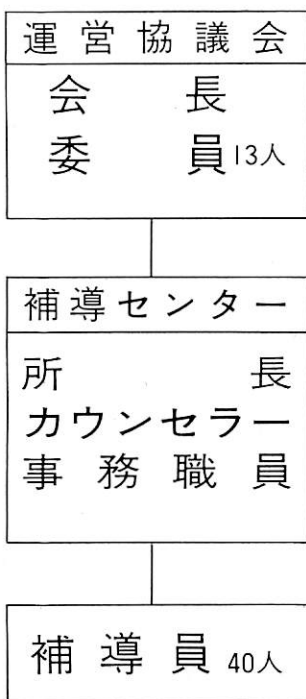 運営協議会
会長
委員13人
補導センター
所長
カウンセラー
事務職員
補導員40人